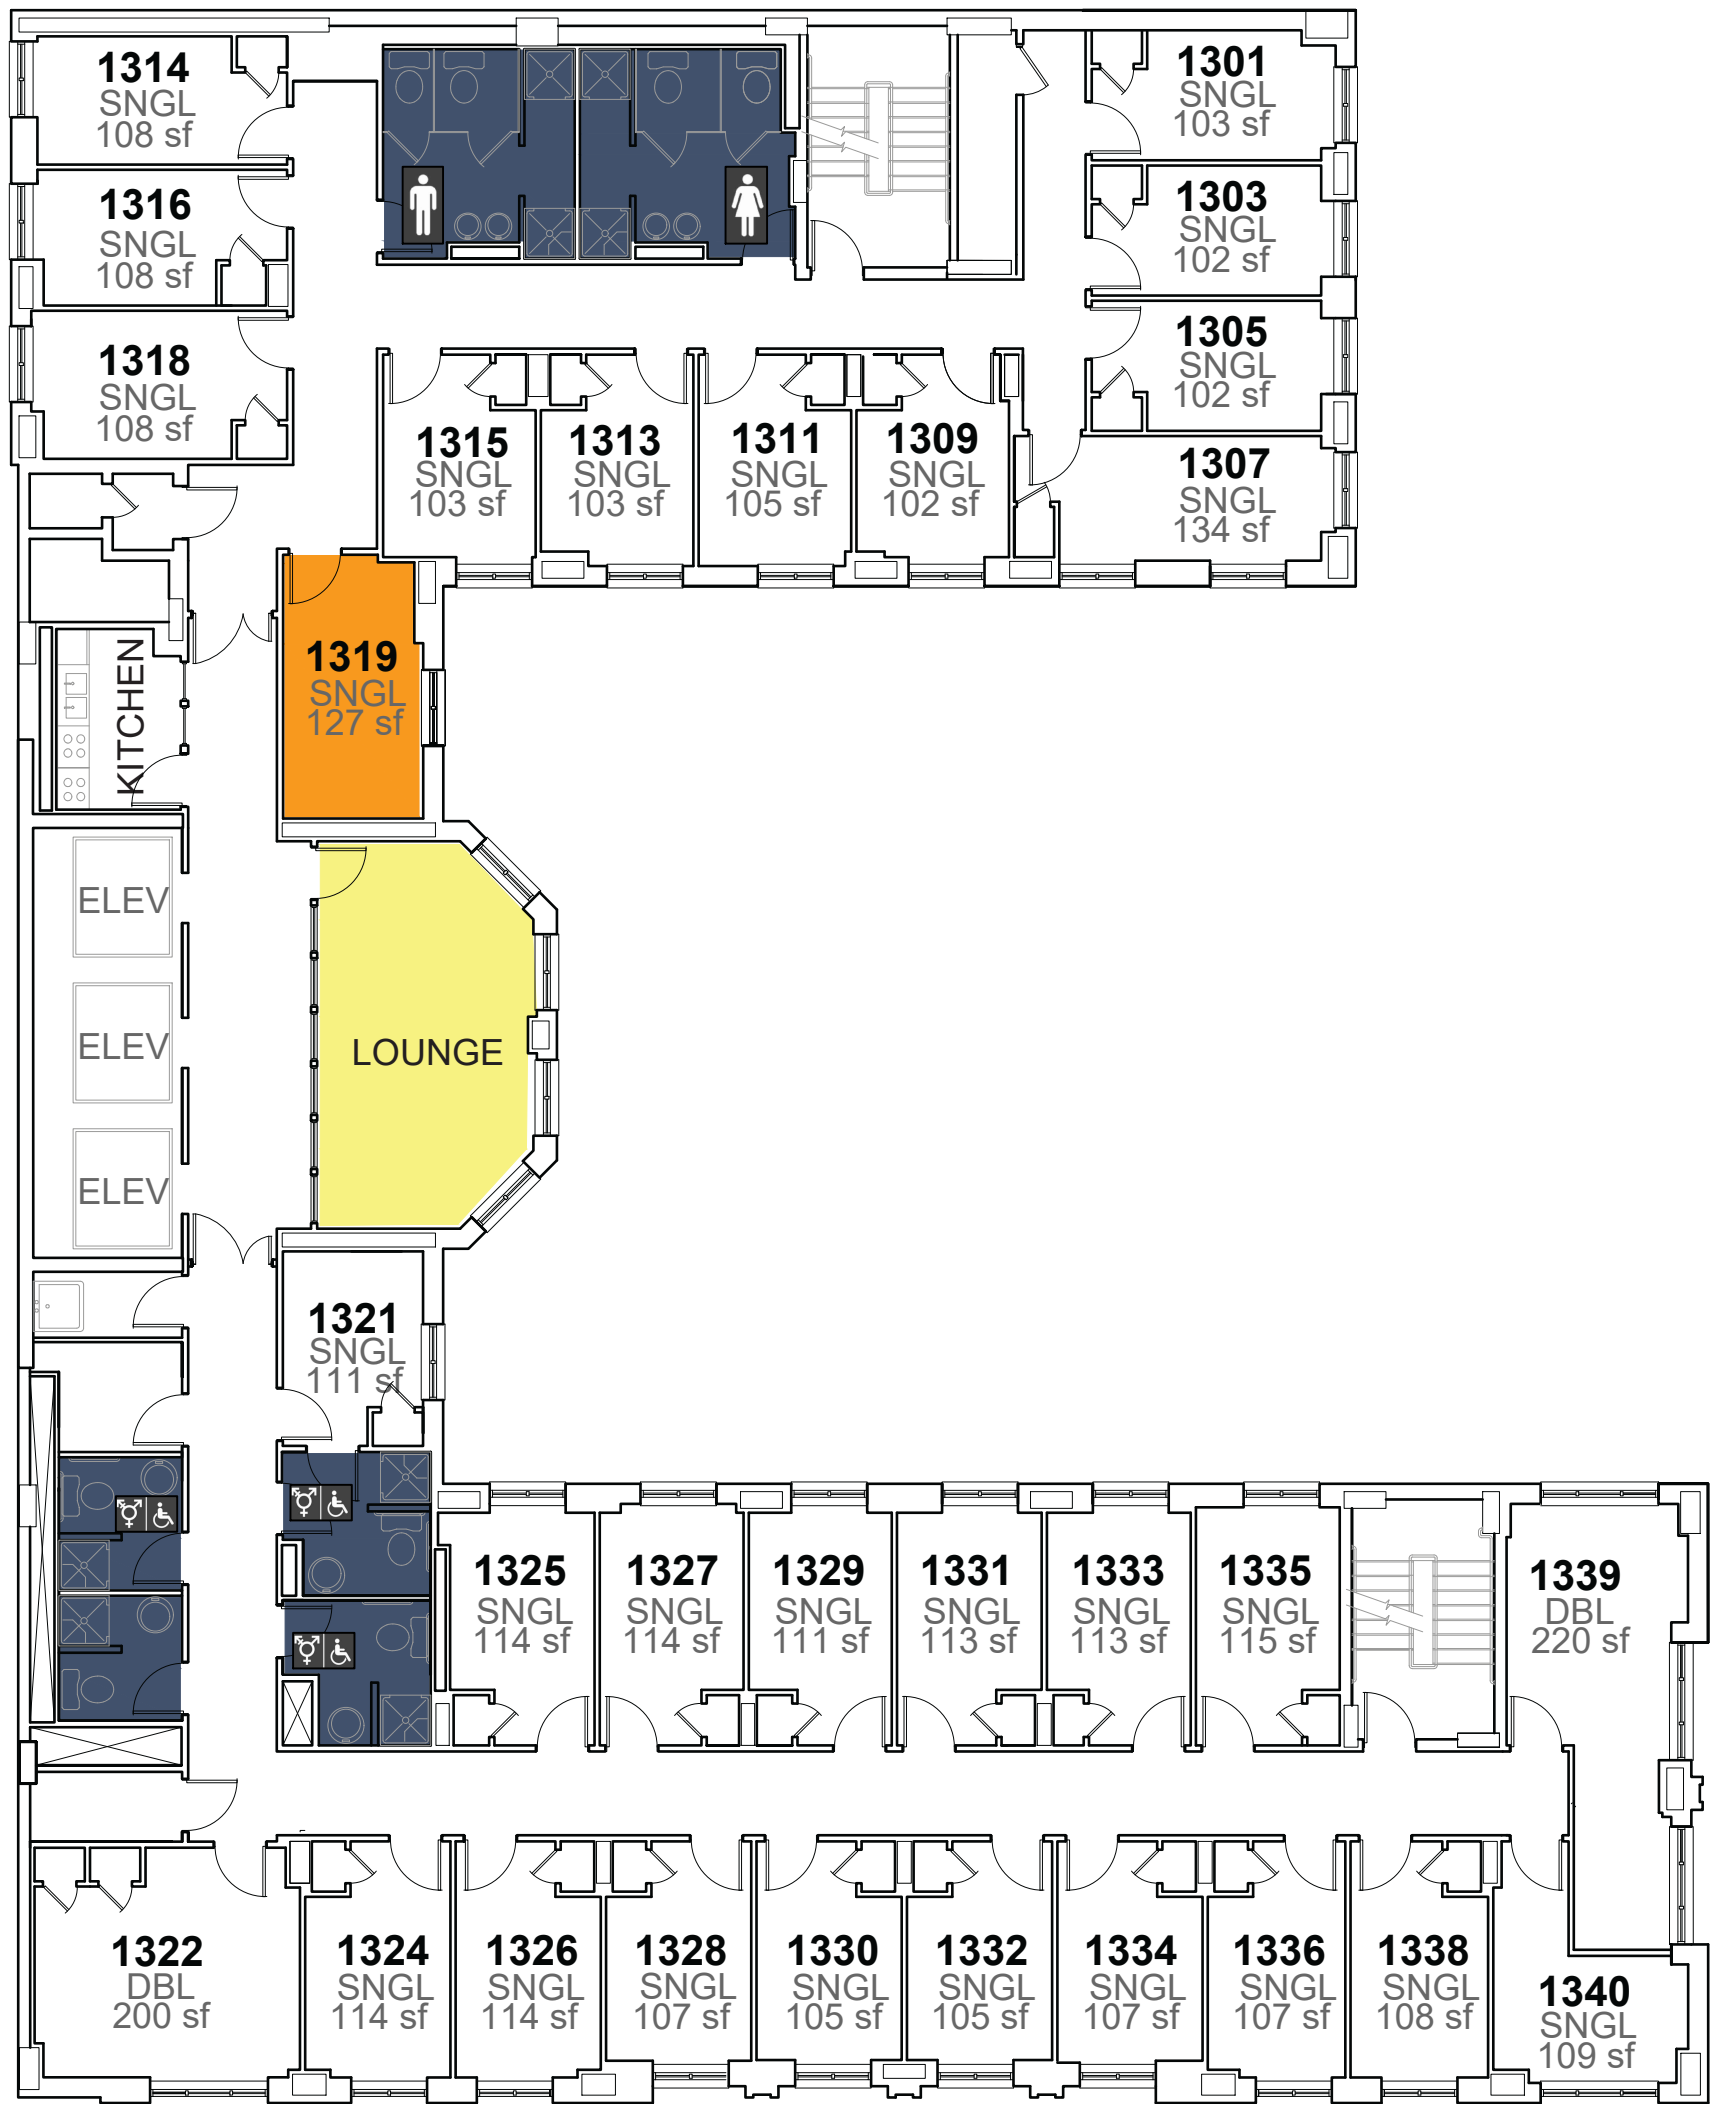 1314
SNGL
108 sf
1316
SNGL
108 sf
1318
SNGL
108 sf
1301
SNGL
103 sf
1303
SNGL
102 sf
1305
SNGL
102 sf
1307
SNGL
134 sf
1315
SNGL
103 sf
1313
SNGL
103 sf
1311
SNGL
105 sf
1309
SNGL
102 sf
1319
SNGL
127 sf
KITCHEN
ELEV
ELEV
ELEV
LOUNGE
1321
SNGL
111 sf
1325
SNGL
114 sf
1327
SNGL
114 sf
1329
SNGL
111 sf
1331
SNGL
113 sf
1333
SNGL
113 sf
1335
SNGL
115 sf
1339
DBL
220 sf
1322
DBL
200 sf
1324
SNGL
114 sf
1326
SNGL
114 sf
1328
SNGL
107 sf
1330
SNGL
105 sf
1332
SNGL
105 sf
1334
SNGL
107 sf
1336
SNGL
107 sf
1338
SNGL
108 sf
1340
SNGL
109 sf